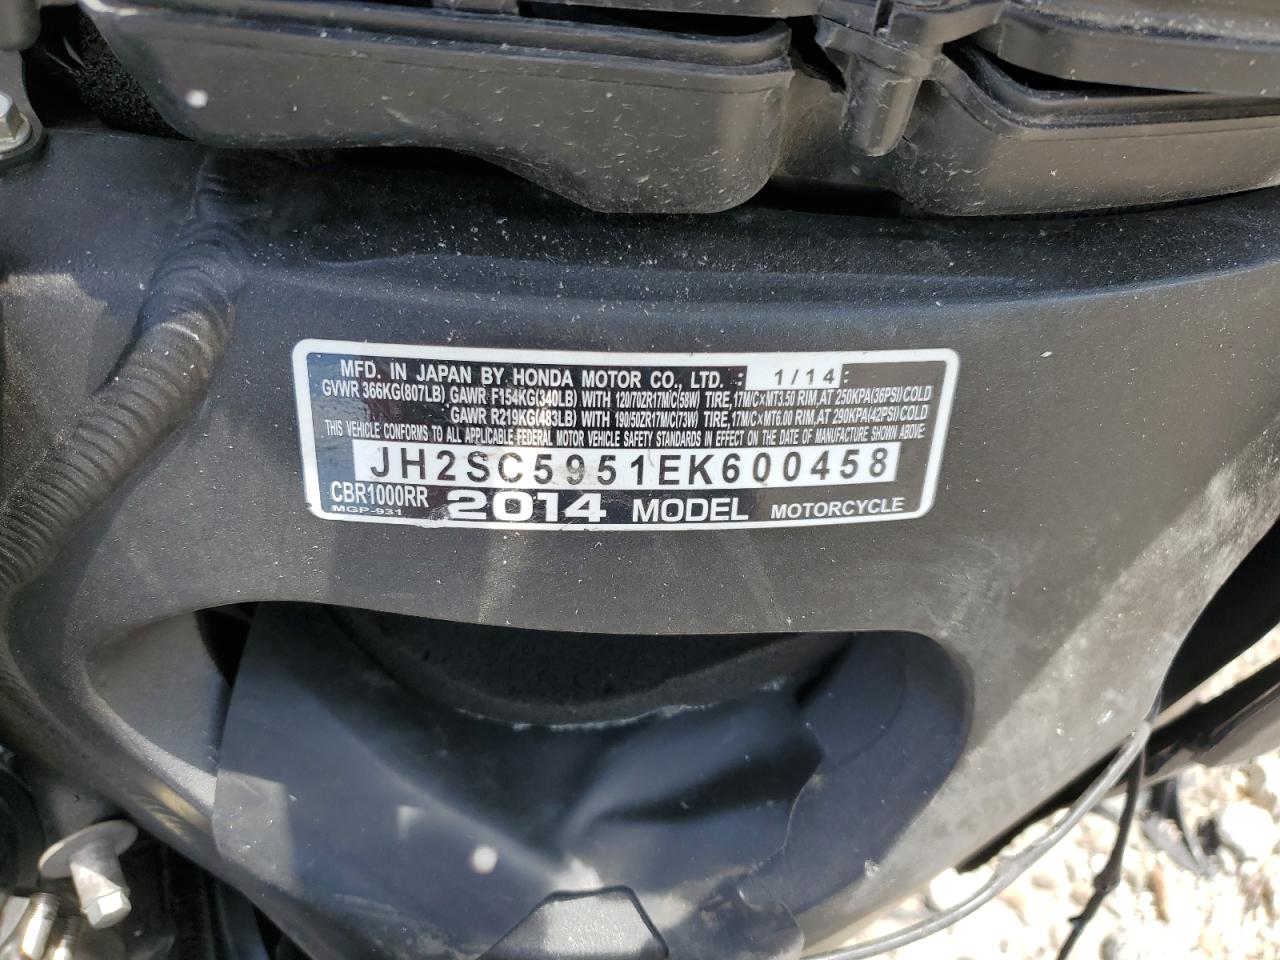 MFD. IN JAPAN BY HONDA MOTOR CO., LTD. : 1/14:
GVWR 366KG(807LB) GAWR F154KG(340LB) WITH 120/70ZR17M/C(58W) TIRE,17M/C×MT3.50 RIM,AT 250KPA(36PSI)COLD
GAWR R219KG(483LB) WITH 190/50ZR17M/C(73W) TIRE,17M/C×MT6.00 RIM,AT 290KPA(42PSI)COLD
THIS VEHICLE CONFORMS TO ALL APPLICABLE FEDERAL MOTOR VEHICLE SAFETY STANDARDS IN EFFECT ON THE DATE OF MANUFACTURE SHOWN ABOVE.
JH2SC5951EK600458
CBR1000RR 2014 MODEL MOTORCYCLE
MGP-931